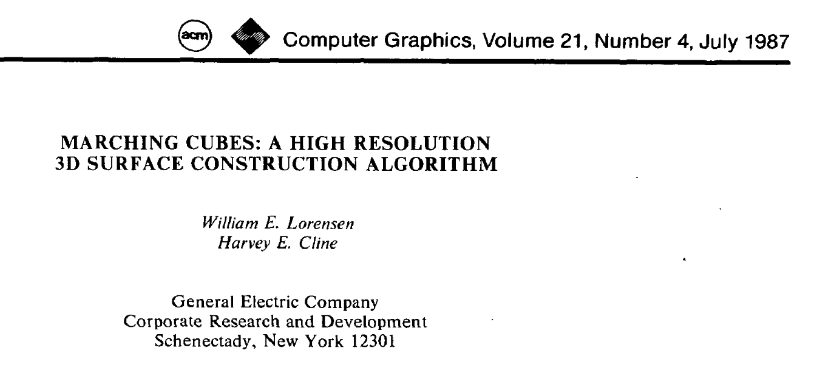 acm Computer Graphics, Volume 21, Number 4, July 1987
MARCHING CUBES: A HIGH RESOLUTION
3D SURFACE CONSTRUCTION ALGORITHM
William E. Lorensen
Harvey E. Cline
General Electric Company
Corporate Research and Development
Schenectady, New York 12301